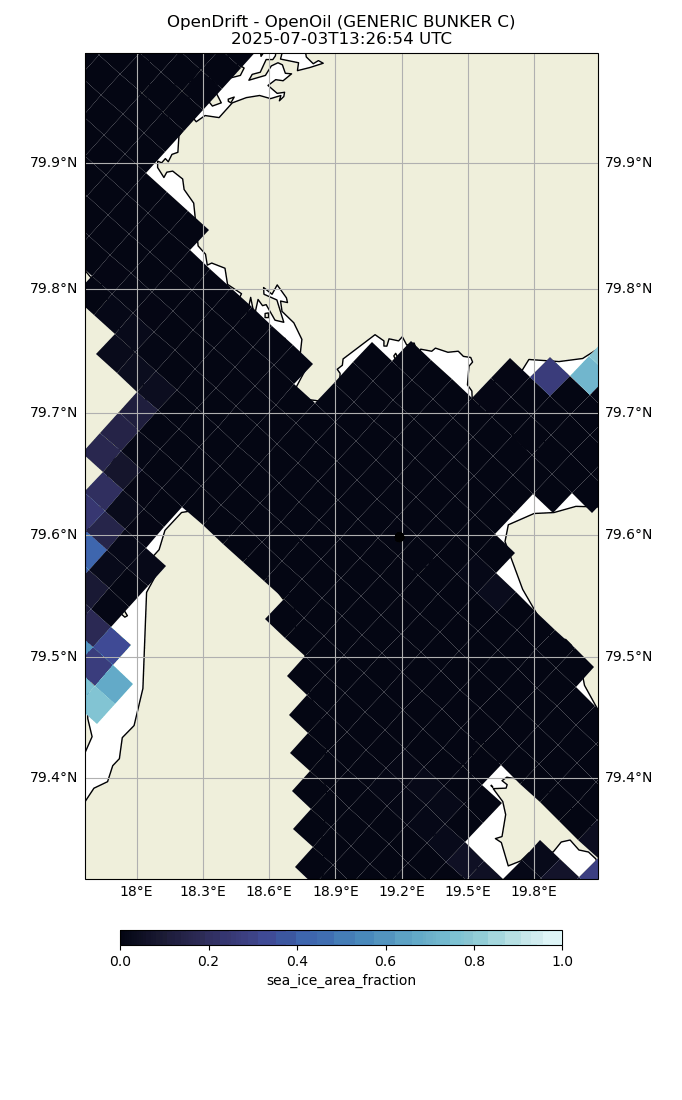 OpenDrift - OpenOil (GENERIC BUNKER C)
2025-07-03T13:26:54 UTC
79.9°N 79.9°N
79.8°N 79.8°N
79.7°N 79.7°N
79.6°N 79.6°N
79.5°N 79.5°N
79.4°N 79.4°N
18°E 18.3°E 18.6°E 18.9°E 19.2°E 19.5°E 19.8°E
0.0 0.2 0.4 0.6 0.8 1.0
sea_ice_area_fraction